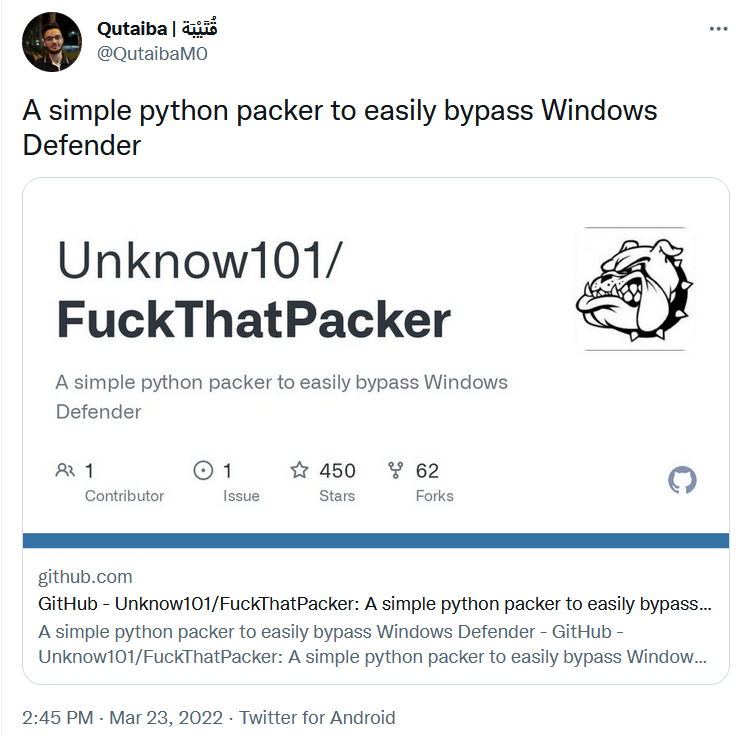 Qutaiba | قُتَيْبَة
@QutaibaM0
A simple python packer to easily bypass Windows
Defender
Unknow101/
FuckThatPacker
A simple python packer to easily bypass Windows
Defender
1
Contributor
1
Issue
450
Stars
62
Forks
github.com
GitHub - Unknow101/FuckThatPacker: A simple python packer to easily bypass...
A simple python packer to easily bypass Windows Defender - GitHub -
Unknow101/FuckThatPacker: A simple python packer to easily bypass Window...
2:45 PM · Mar 23, 2022 · Twitter for Android